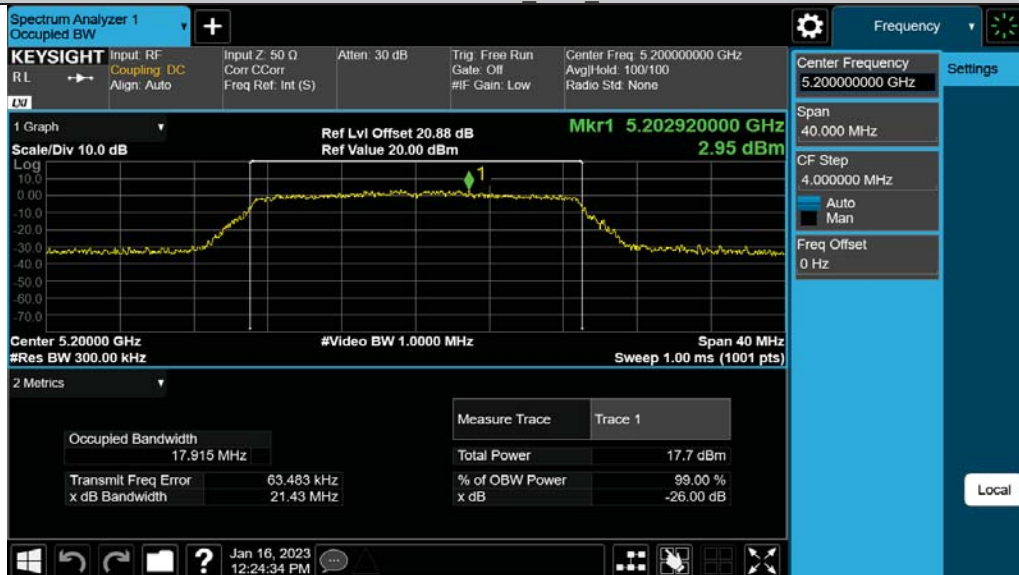 Spectrum Analyzer 1
Occupied BW
+
Frequency
KEYSIGHT
RL
LXI
Input: RF
Coupling: DC
Align: Auto
Input Z: 50 Ω
Corr CCorr
Freq Ref: Int (S)
Atten: 30 dB
Trig: Free Run
Gate: Off
#IF Gain: Low
Center Freq: 5.200000000 GHz
Avg|Hold: 100/100
Radio Std: None
1 Graph
Scale/Div 10.0 dB
Ref Lvl Offset 20.88 dB
Ref Value 20.00 dBm
Mkr1 5.202920000 GHz
2.95 dBm
Log
10.0
0.00
-10.0
-20.0
-30.0
-40.0
-50.0
-60.0
-70.0
1
Center 5.20000 GHz
#Res BW 300.00 kHz
#Video BW 1.0000 MHz
Span 40 MHz
Sweep 1.00 ms (1001 pts)
2 Metrics
Occupied Bandwidth
17.915 MHz
Transmit Freq Error 63.483 kHz
x dB Bandwidth 21.43 MHz
Measure Trace Trace 1
Total Power 17.7 dBm
% of OBW Power 99.00 %
x dB -26.00 dB
Center Frequency
5.200000000 GHz
Span
40.000 MHz
CF Step
4.000000 MHz
Auto
Man
Freq Offset
0 Hz
Settings
Local
?
Jan 16, 2023
12:24:34 PM